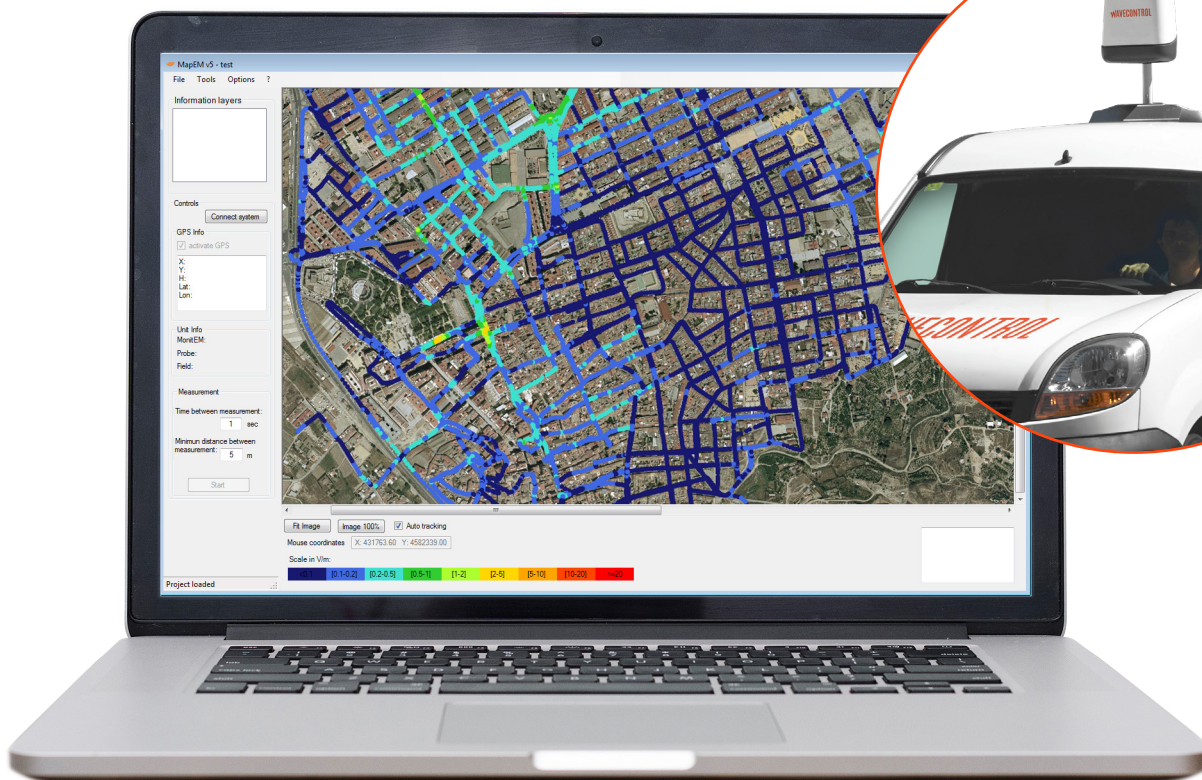 WAVECONTROL
MapEM v5 - test
File Tools Options ?
Information layers
Controls
Connect system
GPS Info
activate GPS
X:
Y:
H:
Lat:
Lon:
Unit Info
MonitEM:
Probe:
Field:
Measurement
Time between measurement:
1 sec
Minimun distance between
measurement: 5 m
Start
Fit Image Image 100% Auto tracking
Mouse coordinates X: 431763.60 Y: 4582339.00
Scale in V/m:
[0.1-0.2] [0.2-0.5] [0.5-1] [1-2] [2-5] [5-10] [10-20] >=20
Project loaded
VECONTROL